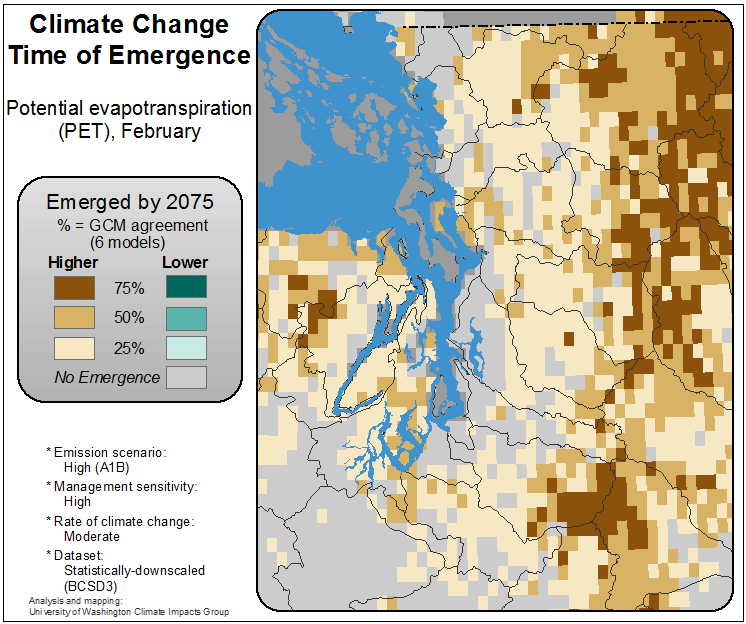 Climate Change
Time of Emergence
Potential evapotranspiration
(PET), February
Emerged by 2075
% = GCM agreement
(6 models)
Higher Lower
75%
50%
25%
No Emergence
* Emission scenario:
High (A1B)
* Management sensitivity:
High
* Rate of climate change:
Moderate
* Dataset:
Statistically-downscaled
(BCSD3)
Analysis and mapping:
University of Washington Climate Impacts Group